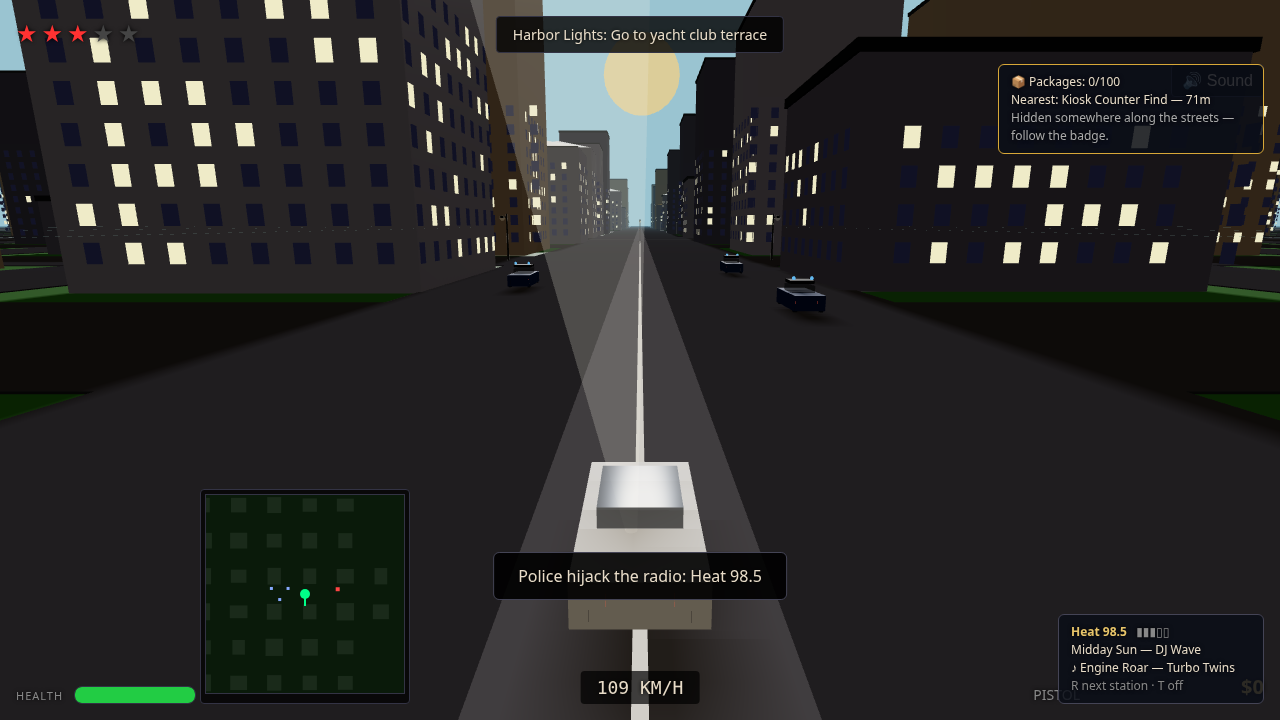 Harbor Lights: Go to yacht club terrace
🔊 Sound
📦 Packages: 0/100
Nearest: Kiosk Counter Find — 71m
Hidden somewhere along the streets —
follow the badge.
Police hijack the radio: Heat 98.5
109 KM/H
HEALTH
Heat 98.5
Midday Sun — DJ Wave
♪ Engine Roar — Turbo Twins
R next station · T off
$0